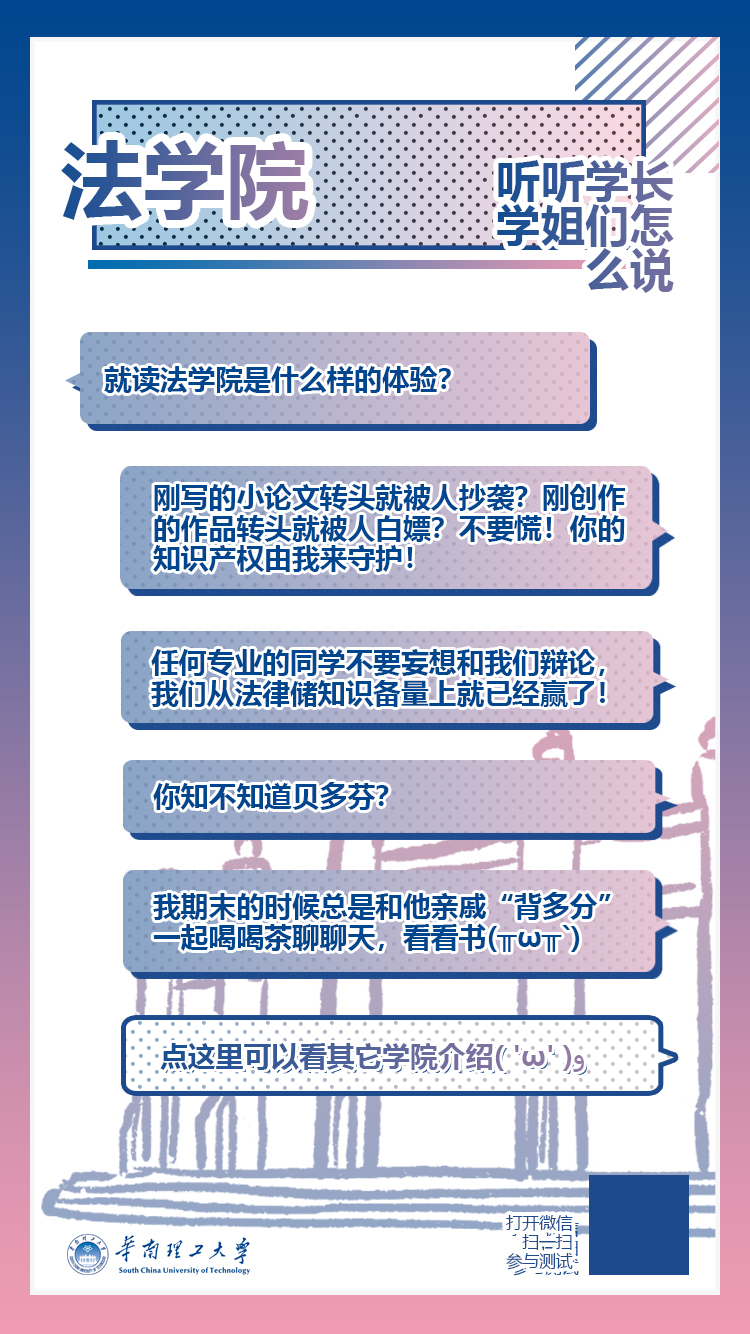 法学院
听听学长
学姐们怎
么说
就读法学院是什么样的体验？
刚写的小论文转头就被人抄袭？刚创作
的作品转头就被人白嫖？不要慌！你的
知识产权由我来守护！
任何专业的同学不要妄想和我们辩论，
我们从法律储知识备量上就已经赢了！
你知不知道贝多芬？
我期末的时候总是和他亲戚“背多分”
一起喝喝茶聊聊天，看看书(╥ω╥`)
点这里可以看其它学院介绍( 'ω' )و
华南理工大学
South China University of Technology
打开微信
扫一扫
参与测试